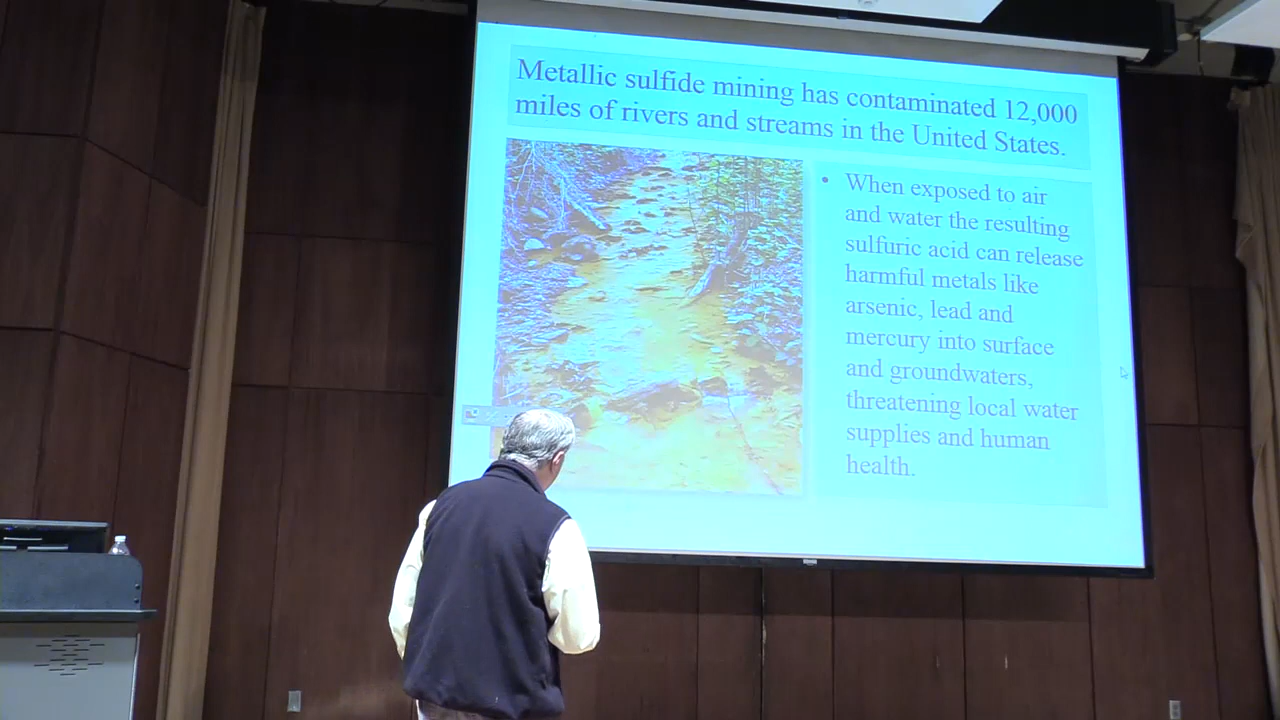 Metallic sulfide mining has contaminated 12,000
miles of rivers and streams in the United States.
• When exposed to air
and water the resulting
sulfuric acid can release
harmful metals like
arsenic, lead and
mercury into surface
and groundwaters,
threatening local water
supplies and human
health.